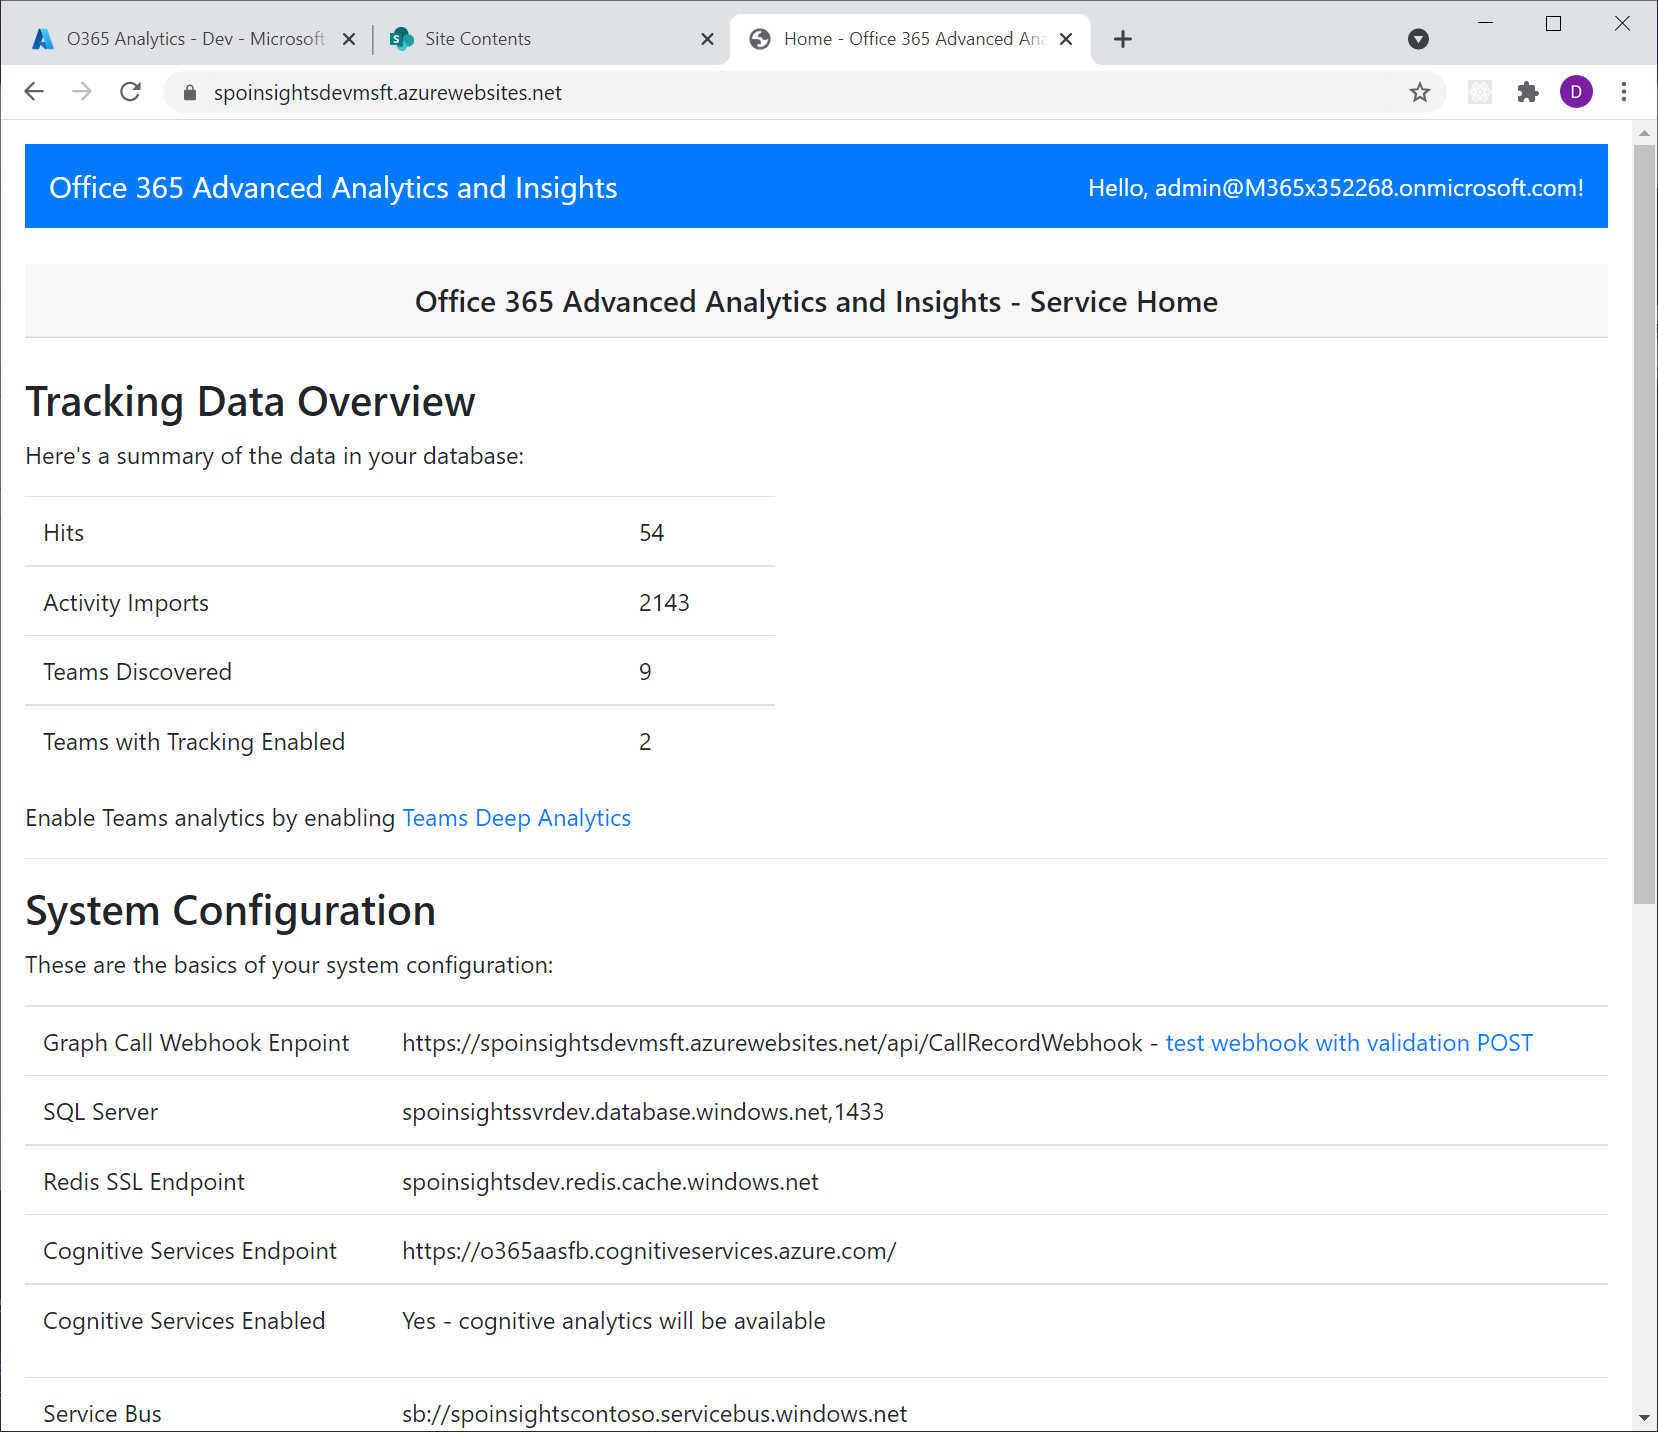 O365 Analytics - Dev - Microsoft
Site Contents
Home - Office 365 Advanced Ana
spoinsightsdevmsft.azurewebsites.net
D
Office 365 Advanced Analytics and Insights
Hello, admin@M365x352268.onmicrosoft.com!
Office 365 Advanced Analytics and Insights - Service Home
Tracking Data Overview
Here's a summary of the data in your database:
Hits 54
Activity Imports 2143
Teams Discovered 9
Teams with Tracking Enabled 2
Enable Teams analytics by enabling Teams Deep Analytics
System Configuration
These are the basics of your system configuration:
Graph Call Webhook Enpoint https://spoinsightsdevmsft.azurewebsites.net/api/CallRecordWebhook - test webhook with validation POST
SQL Server spoinsightssvrdev.database.windows.net,1433
Redis SSL Endpoint spoinsightsdev.redis.cache.windows.net
Cognitive Services Endpoint https://o365aasfb.cognitiveservices.azure.com/
Cognitive Services Enabled Yes - cognitive analytics will be available
Service Bus sb://spoinsightscontoso.servicebus.windows.net